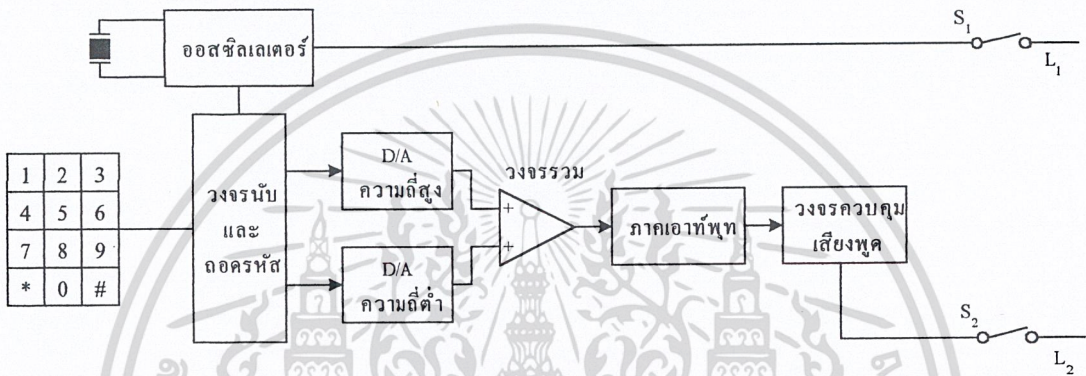 ออสซิลเลเตอร์
S1
L1
1 2 3
4 5 6
7 8 9
* 0 #
วงจรนับ
และ
ถอดรหัส
D/A
ความถี่สูง
D/A
ความถี่ต่ำ
วงจรรวม
+
+
ภาคเอาท์พุท
วงจรควบคุม
เสียงพูด
S2
L2